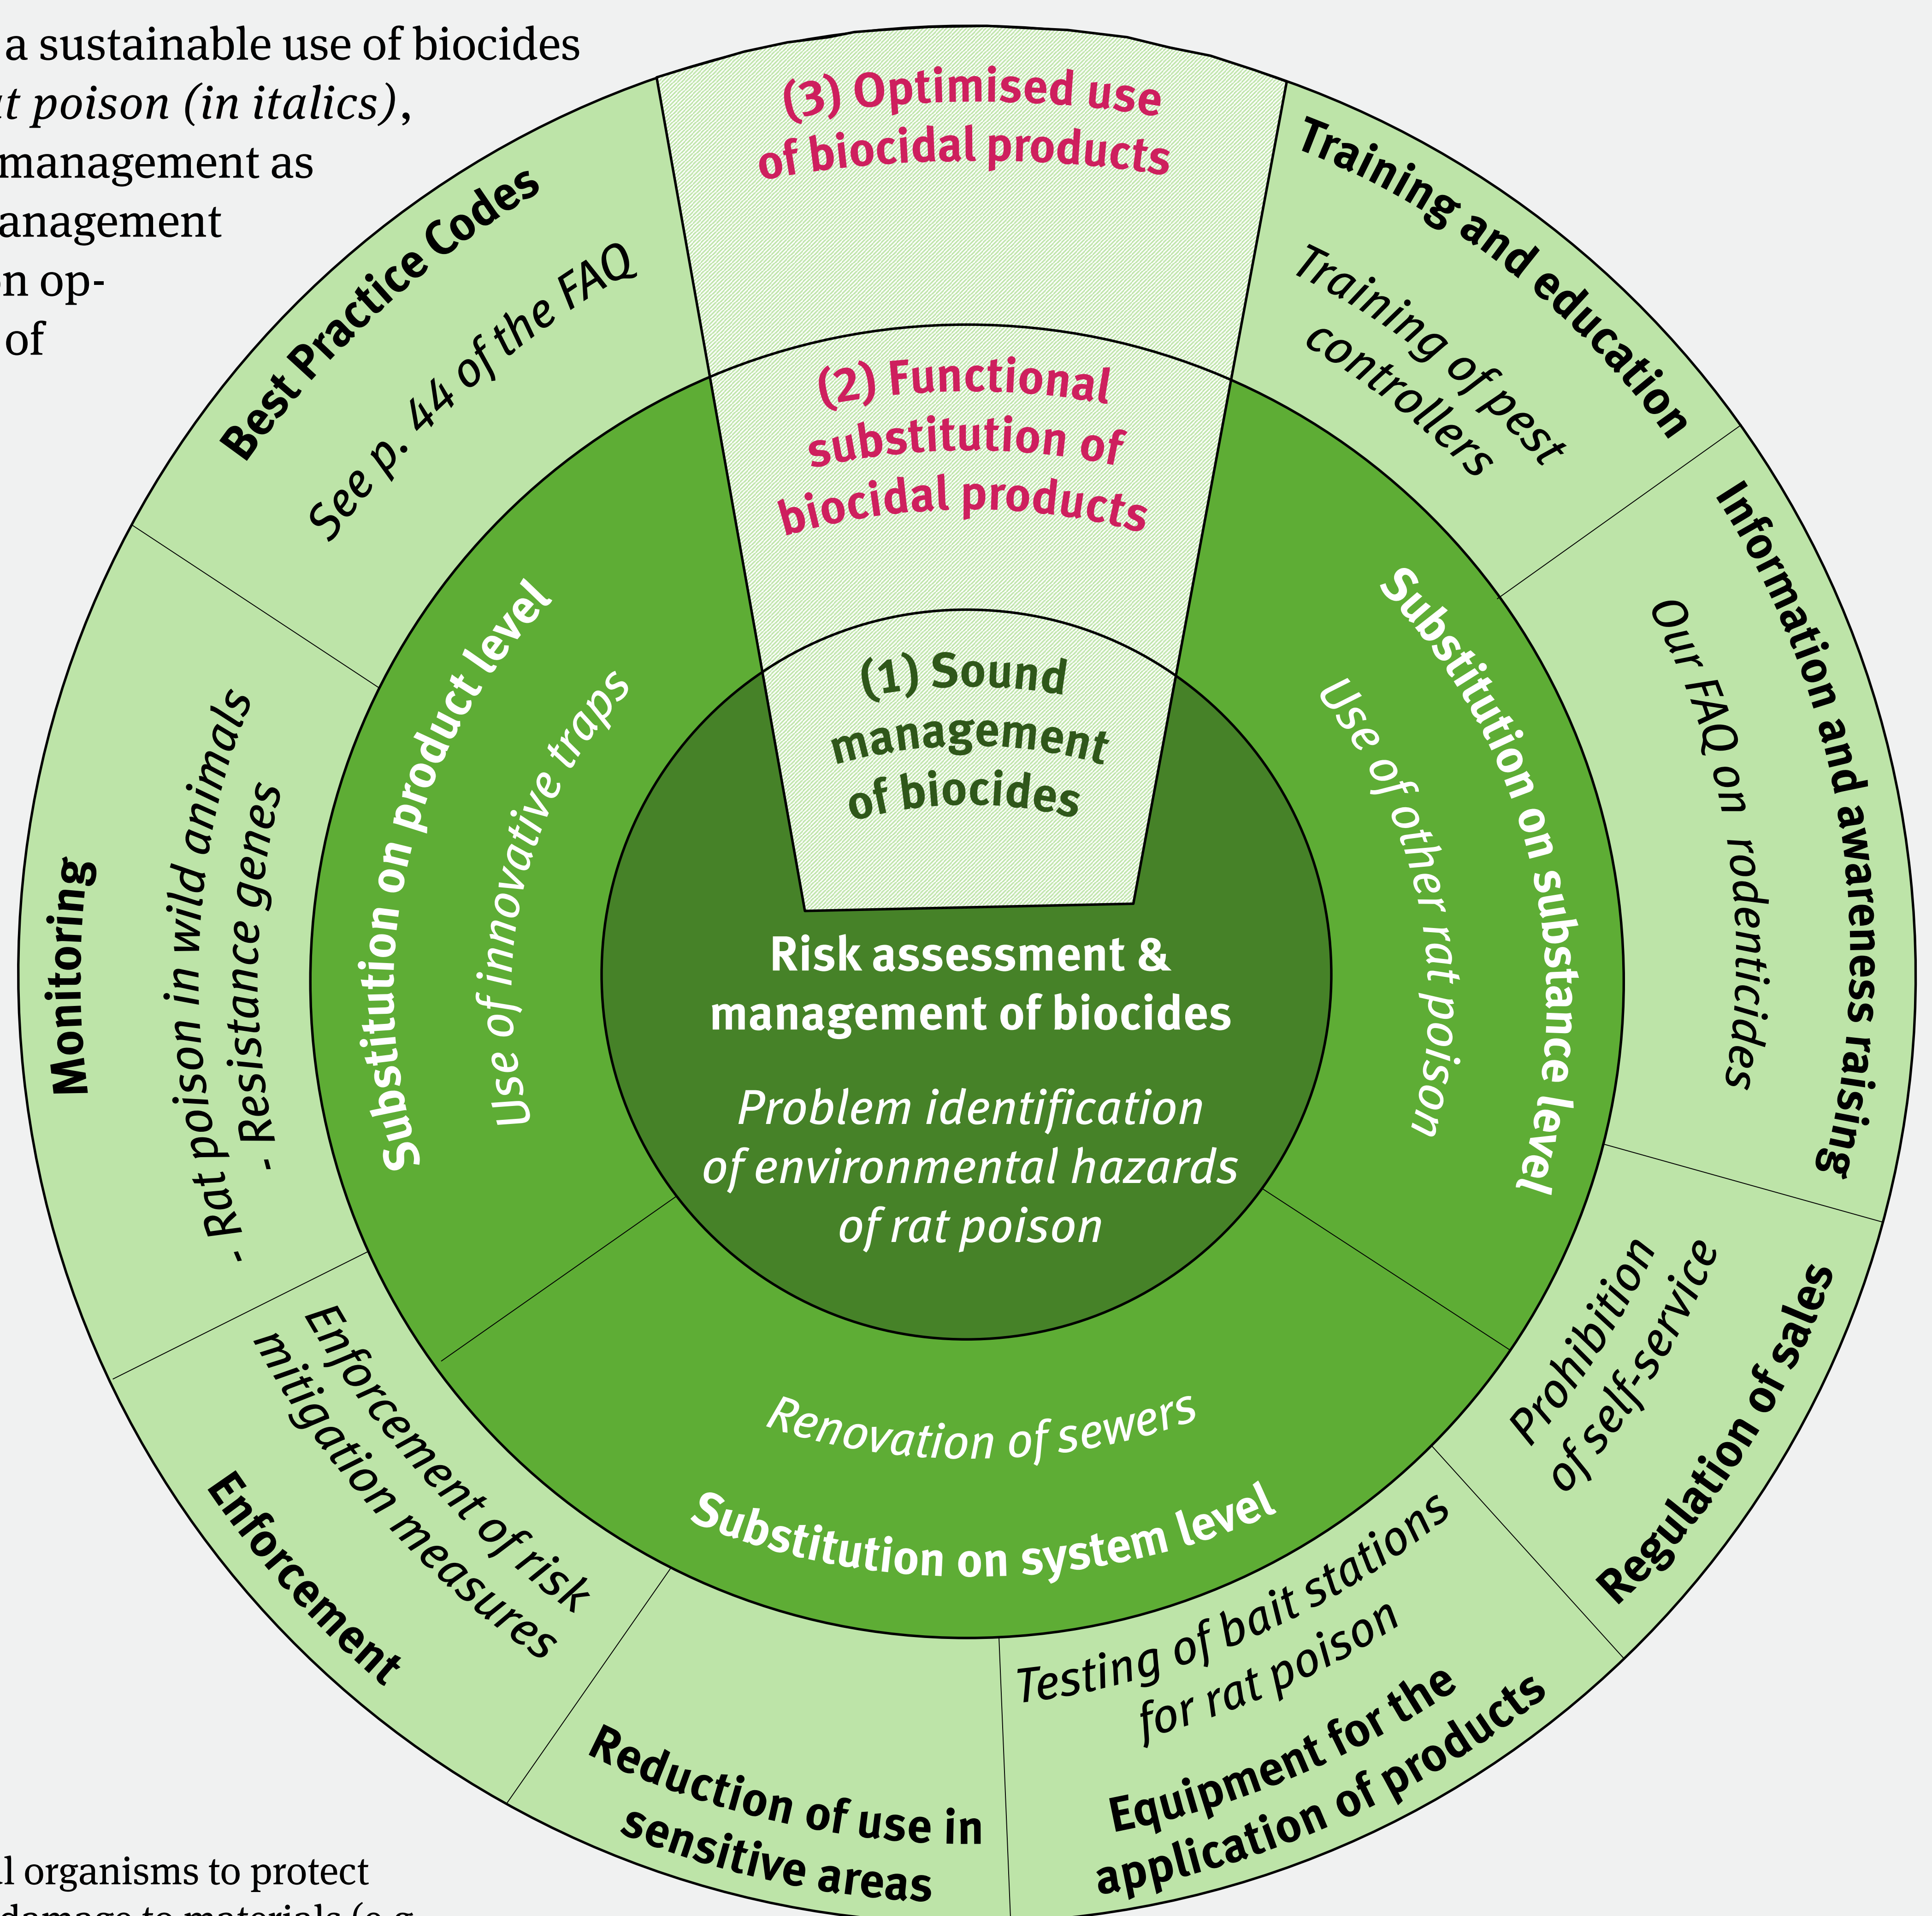 a sustainable use of biocides
poison (in italics),
management as
op-
of
(3) Optimised use
of biocidal products
(2) Functional
substitution of
biocidal products
(1) Sound
management
of biocides
Risk assessment &
management of biocides
Problem identification
of environmental hazards
of rat poison
Substitution on product level
Use of innovative traps
Substitution on substance level
Use of other rat poison
Renovation of sewers
Substitution on system level
Training and education
Training of pest
controllers
Information and awareness raising
Our FAQ on rodenticides
Prohibition
of self-service
Regulation of sales
Testing of bait stations
for rat poison
Equipment for the
application of products
Reduction of use in
sensitive areas
Enforcement of risk
mitigation measures
Enforcement
Monitoring
- Rat poison in wild animals
- Resistance genes
Best Practice Codes
See p. 44 of the FAQ
organisms to protect
damage to materials (e.g.